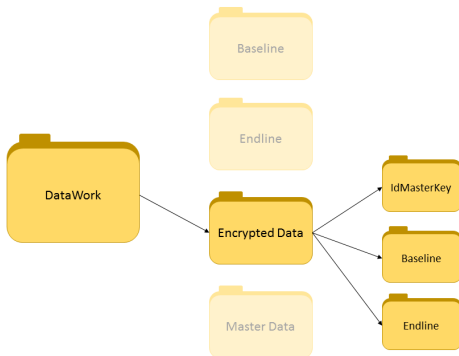 Baseline
Endline
DataWork
Encrypted Data
Master Data
IdMasterKey
Baseline
Endline